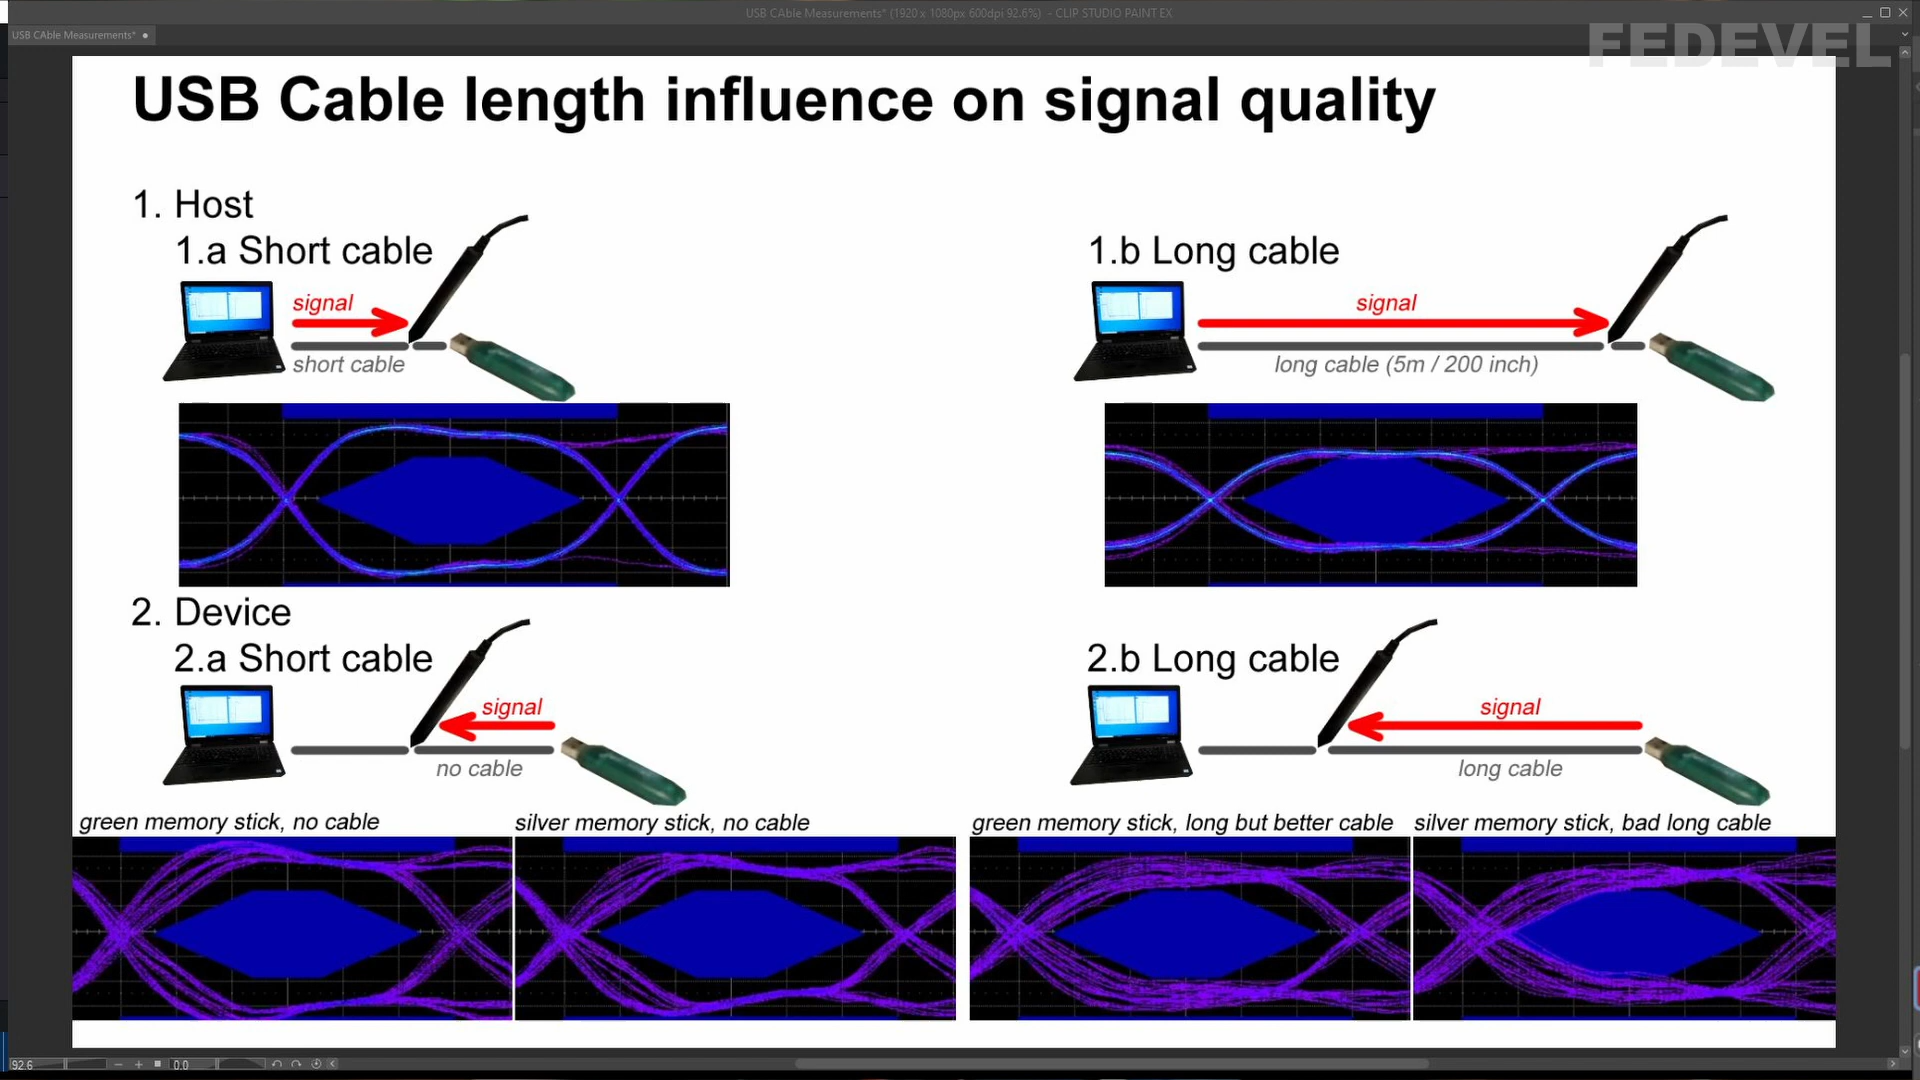 USB CAble Measurements* (1920 x 1080px 600dpi 92.6%) - CLIP STUDIO PAINT EX
USB CAble Measurements*
FEDEVEL
USB Cable length influence on signal quality
1. Host
1.a Short cable
signal
short cable
1.b Long cable
signal
long cable (5m / 200 inch)
2. Device
2.a Short cable
signal
no cable
2.b Long cable
signal
long cable
green memory stick, no cable
silver memory stick, no cable
green memory stick, long but better cable
silver memory stick, bad long cable
92.6
0.0